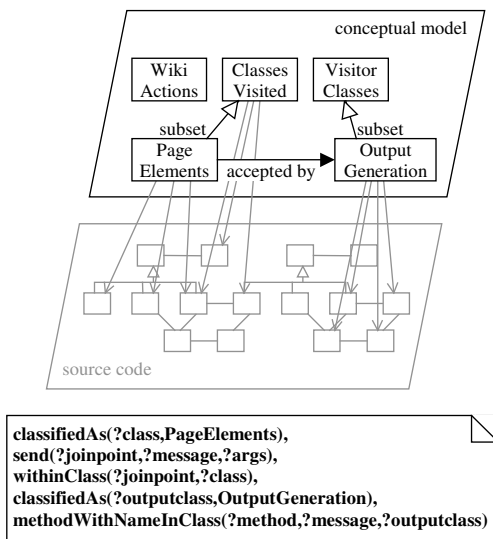 conceptual model
Wiki
Actions
Classes
Visited
Visitor
Classes
subset
subset
Page
Elements
accepted by
Output
Generation
source code
classifiedAs(?class,PageElements),
send(?joinpoint,?message,?args),
withinClass(?joinpoint,?class),
classifiedAs(?outputclass,OutputGeneration),
methodWithNameInClass(?method,?message,?outputclass)